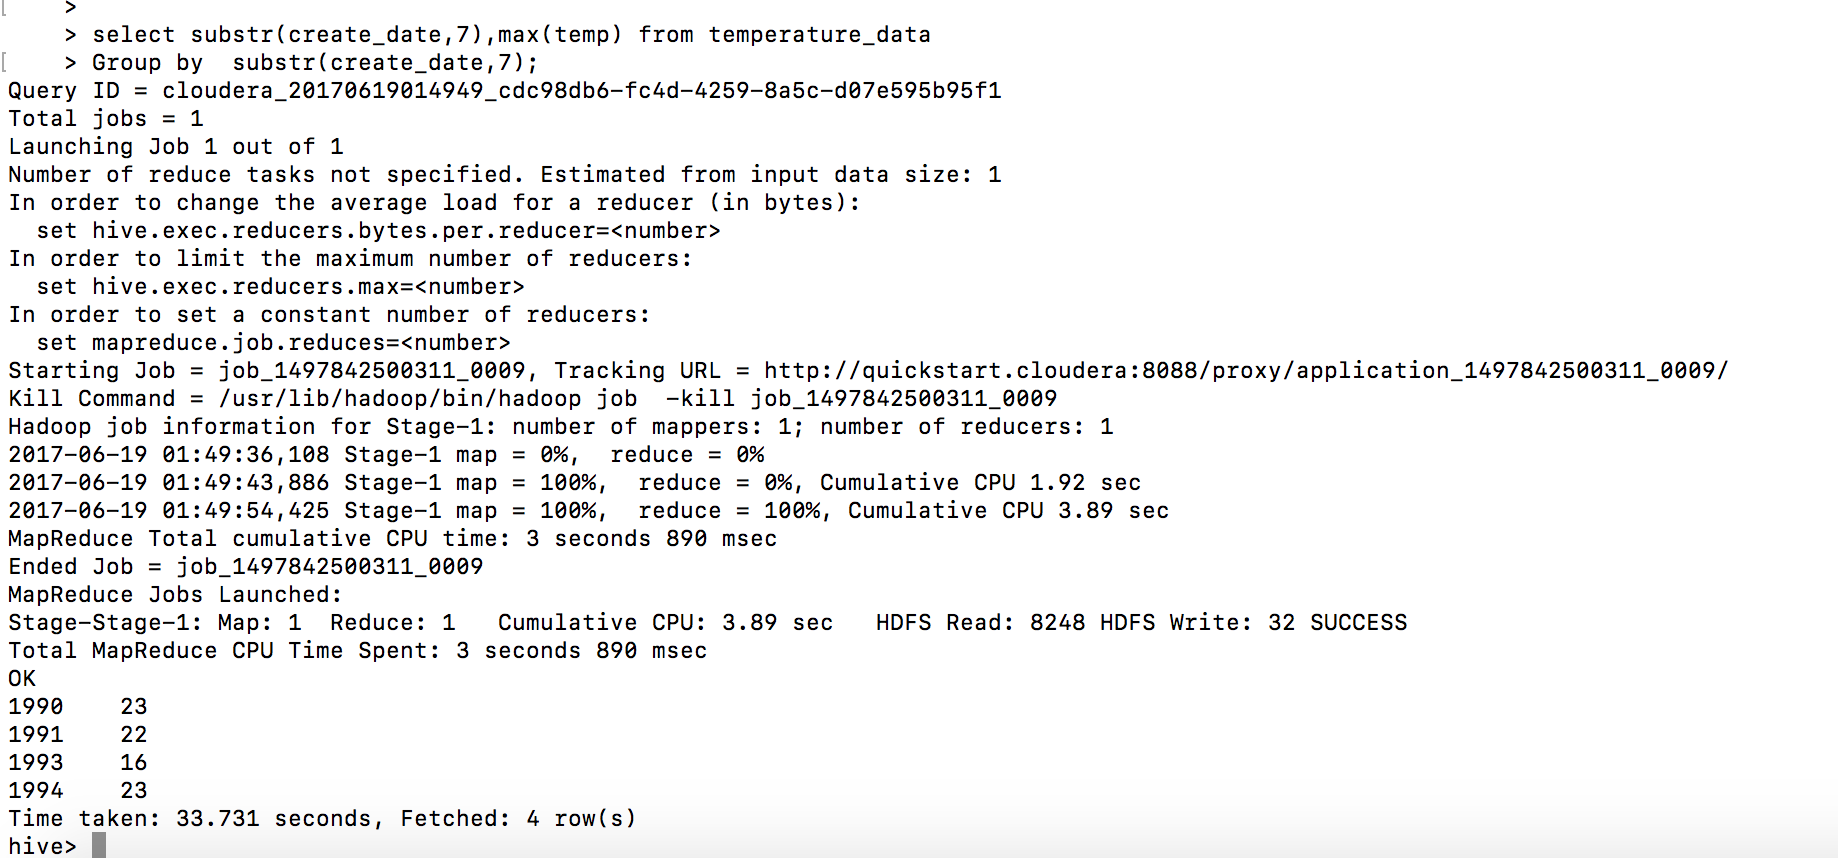 >
> select substr(create_date,7),max(temp) from temperature_data
> Group by  substr(create_date,7);
Query ID = cloudera_20170619014949_cdc98db6-fc4d-4259-8a5c-d07e595b95f1
Total jobs = 1
Launching Job 1 out of 1
Number of reduce tasks not specified. Estimated from input data size: 1
In order to change the average load for a reducer (in bytes):
  set hive.exec.reducers.bytes.per.reducer=<number>
In order to limit the maximum number of reducers:
  set hive.exec.reducers.max=<number>
In order to set a constant number of reducers:
  set mapreduce.job.reduces=<number>
Starting Job = job_1497842500311_0009, Tracking URL = http://quickstart.cloudera:8088/proxy/application_1497842500311_0009/
Kill Command = /usr/lib/hadoop/bin/hadoop job  -kill job_1497842500311_0009
Hadoop job information for Stage-1: number of mappers: 1; number of reducers: 1
2017-06-19 01:49:36,108 Stage-1 map = 0%,  reduce = 0%
2017-06-19 01:49:43,886 Stage-1 map = 100%,  reduce = 0%, Cumulative CPU 1.92 sec
2017-06-19 01:49:54,425 Stage-1 map = 100%,  reduce = 100%, Cumulative CPU 3.89 sec
MapReduce Total cumulative CPU time: 3 seconds 890 msec
Ended Job = job_1497842500311_0009
MapReduce Jobs Launched:
Stage-Stage-1: Map: 1  Reduce: 1   Cumulative CPU: 3.89 sec   HDFS Read: 8248 HDFS Write: 32 SUCCESS
Total MapReduce CPU Time Spent: 3 seconds 890 msec
OK
1990    23
1991    22
1993    16
1994    23
Time taken: 33.731 seconds, Fetched: 4 row(s)
hive>